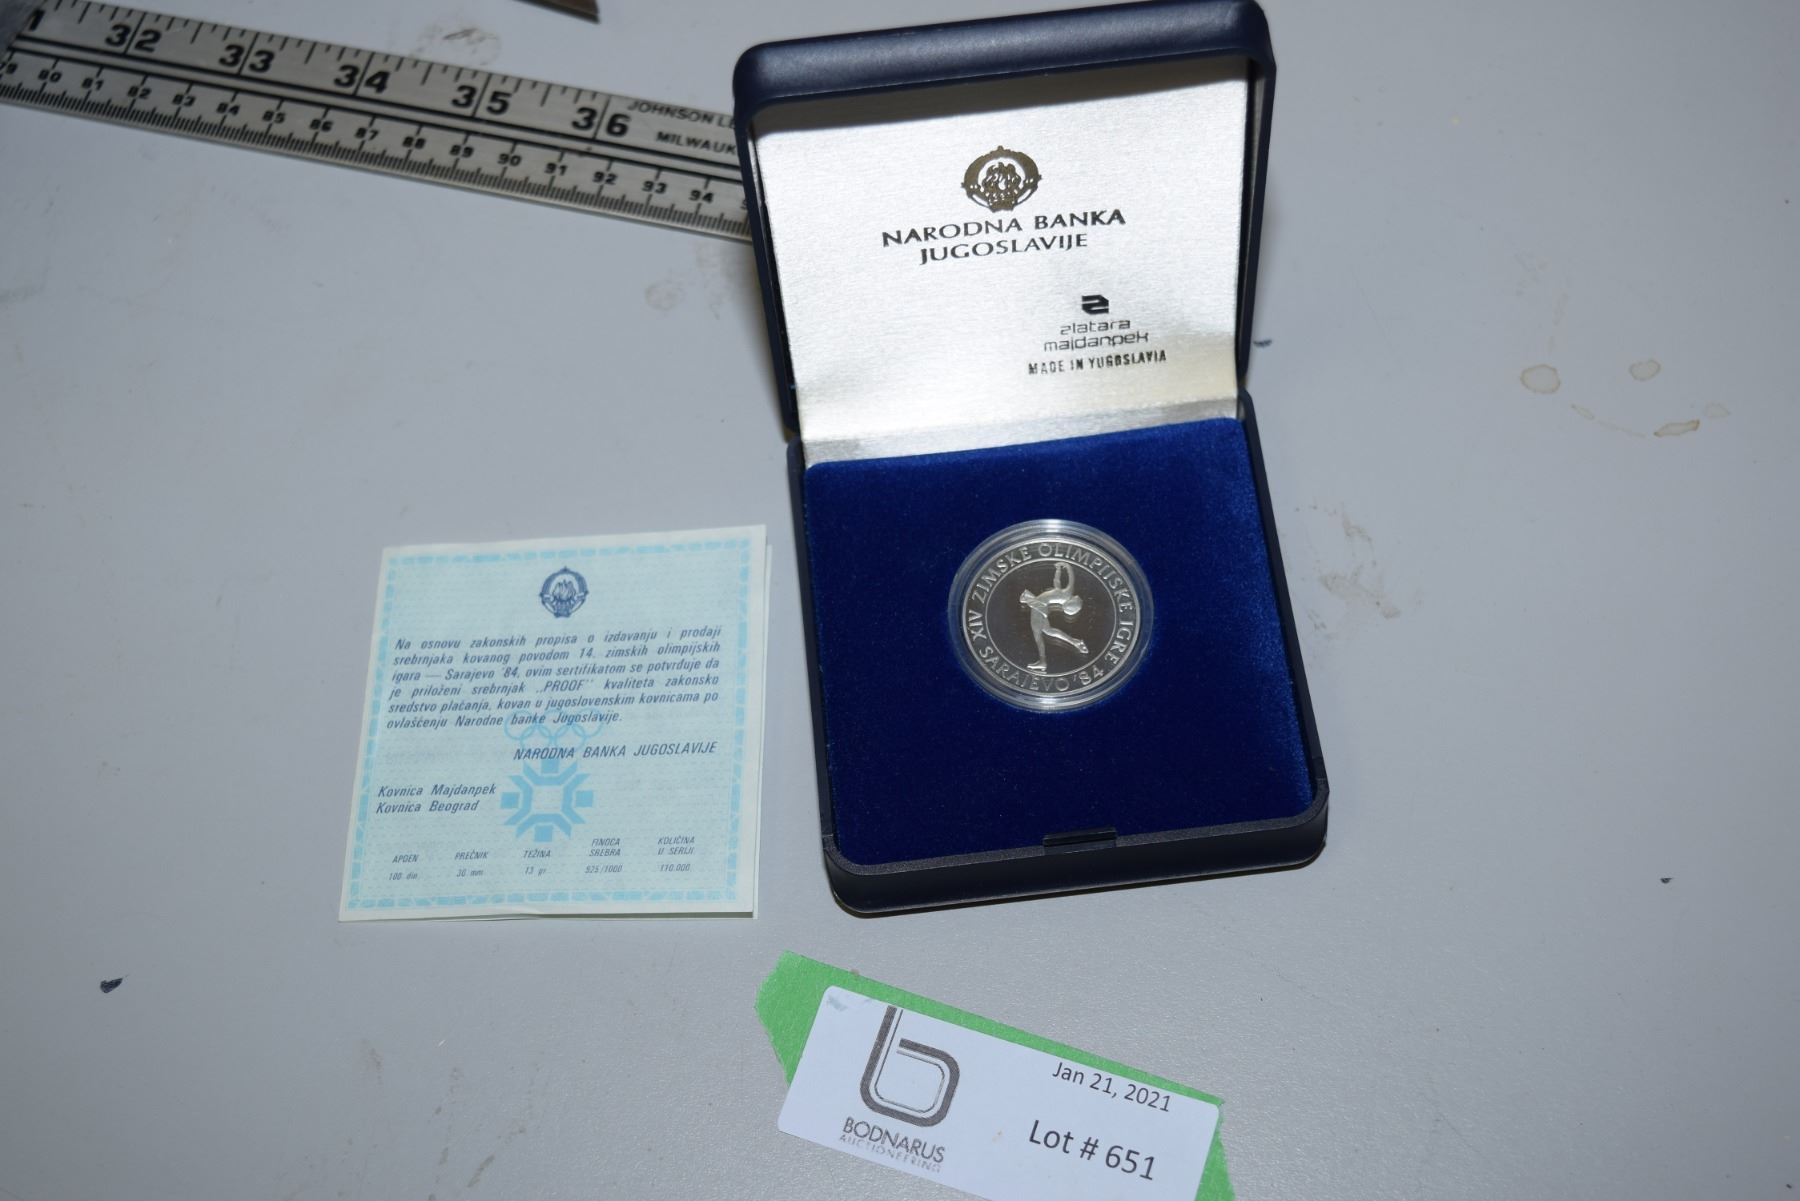 32 33 34 35 36
80 81 82 83 84 85 86 87 88 89 90 91 92 93 94
JOHNSON
MILWAUK
NARODNA BANKA
JUGOSLAVIJE
zlatara
majdanpek
MADE IN YUGOSLAVIA
XIV ZIMSKE OLIMPIJSKE IGRE
SARAJEVO '84
Na osnovu zakonskih propisa o izdavanju i prodaji
srebrnjaka kovanog povodom 14. zimskih olimpijskih
igara — Sarajevo '84, ovim sertifikatom se potvrđuje da
je priloženi srebrnjak ,,PROOF'' kvaliteta zakonsko
sredstvo plaćanja, kovan u jugoslovenskim kovnicama po
ovlašćenju Narodne banke Jugoslavije.
NARODNA BANKA JUGOSLAVIJE
Kovnica Majdanpek
Kovnica Beograd
APOEN PREČNIK TEŽINA FINOĆA SREBRA KOLIČINA U SERIJI
100 din. 30 mm 13 gr. 925/1000 110.000
BODNARUS
AUCTIONEERING
Jan 21, 2021
Lot # 651